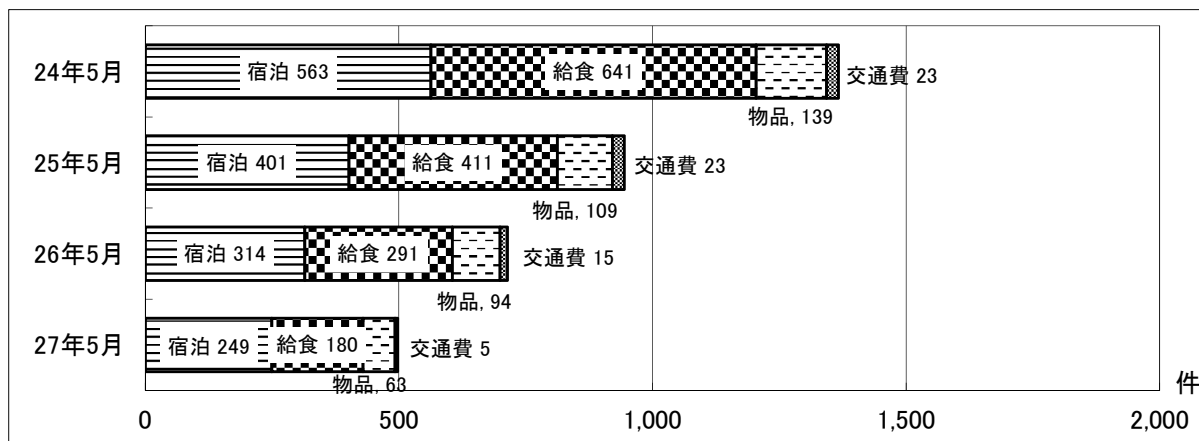 24年5月
宿泊 563
給食 641
交通費 23
物品, 139
25年5月
宿泊 401
給食 411
交通費 23
物品, 109
26年5月
宿泊 314
給食 291
交通費 15
物品, 94
27年5月
宿泊 249
給食 180
交通費 5
物品, 63
件
0 500 1,000 1,500 2,000